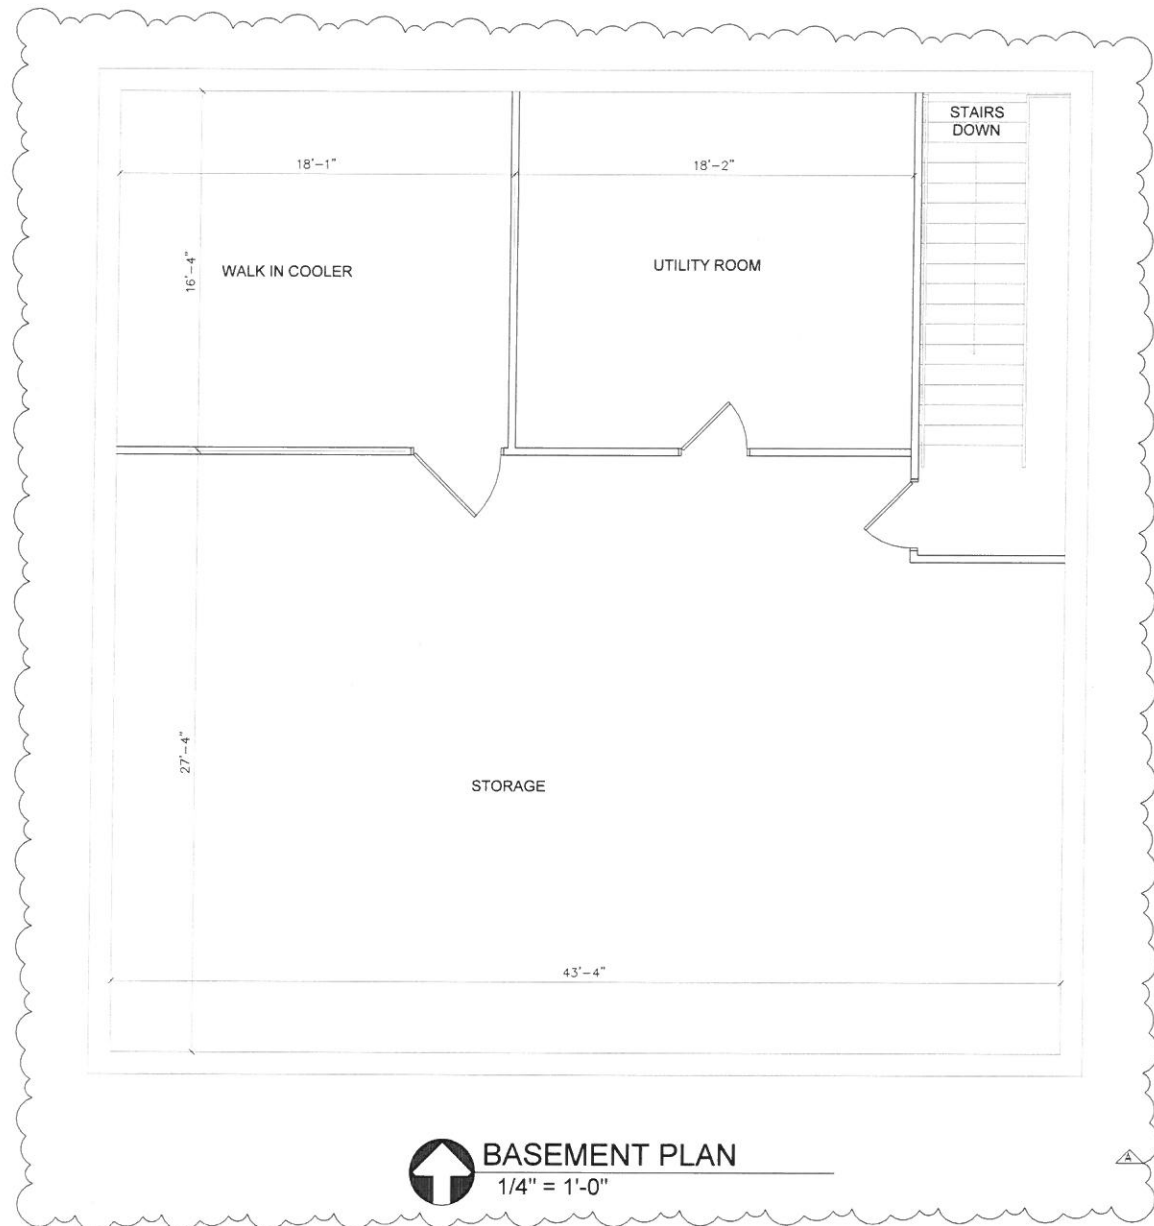 STAIRS
DOWN
18'-1"
18'-2"
16'-4"
WALK IN COOLER
UTILITY ROOM
27'-4"
STORAGE
43'-4"
BASEMENT PLAN
1/4" = 1'-0"
A